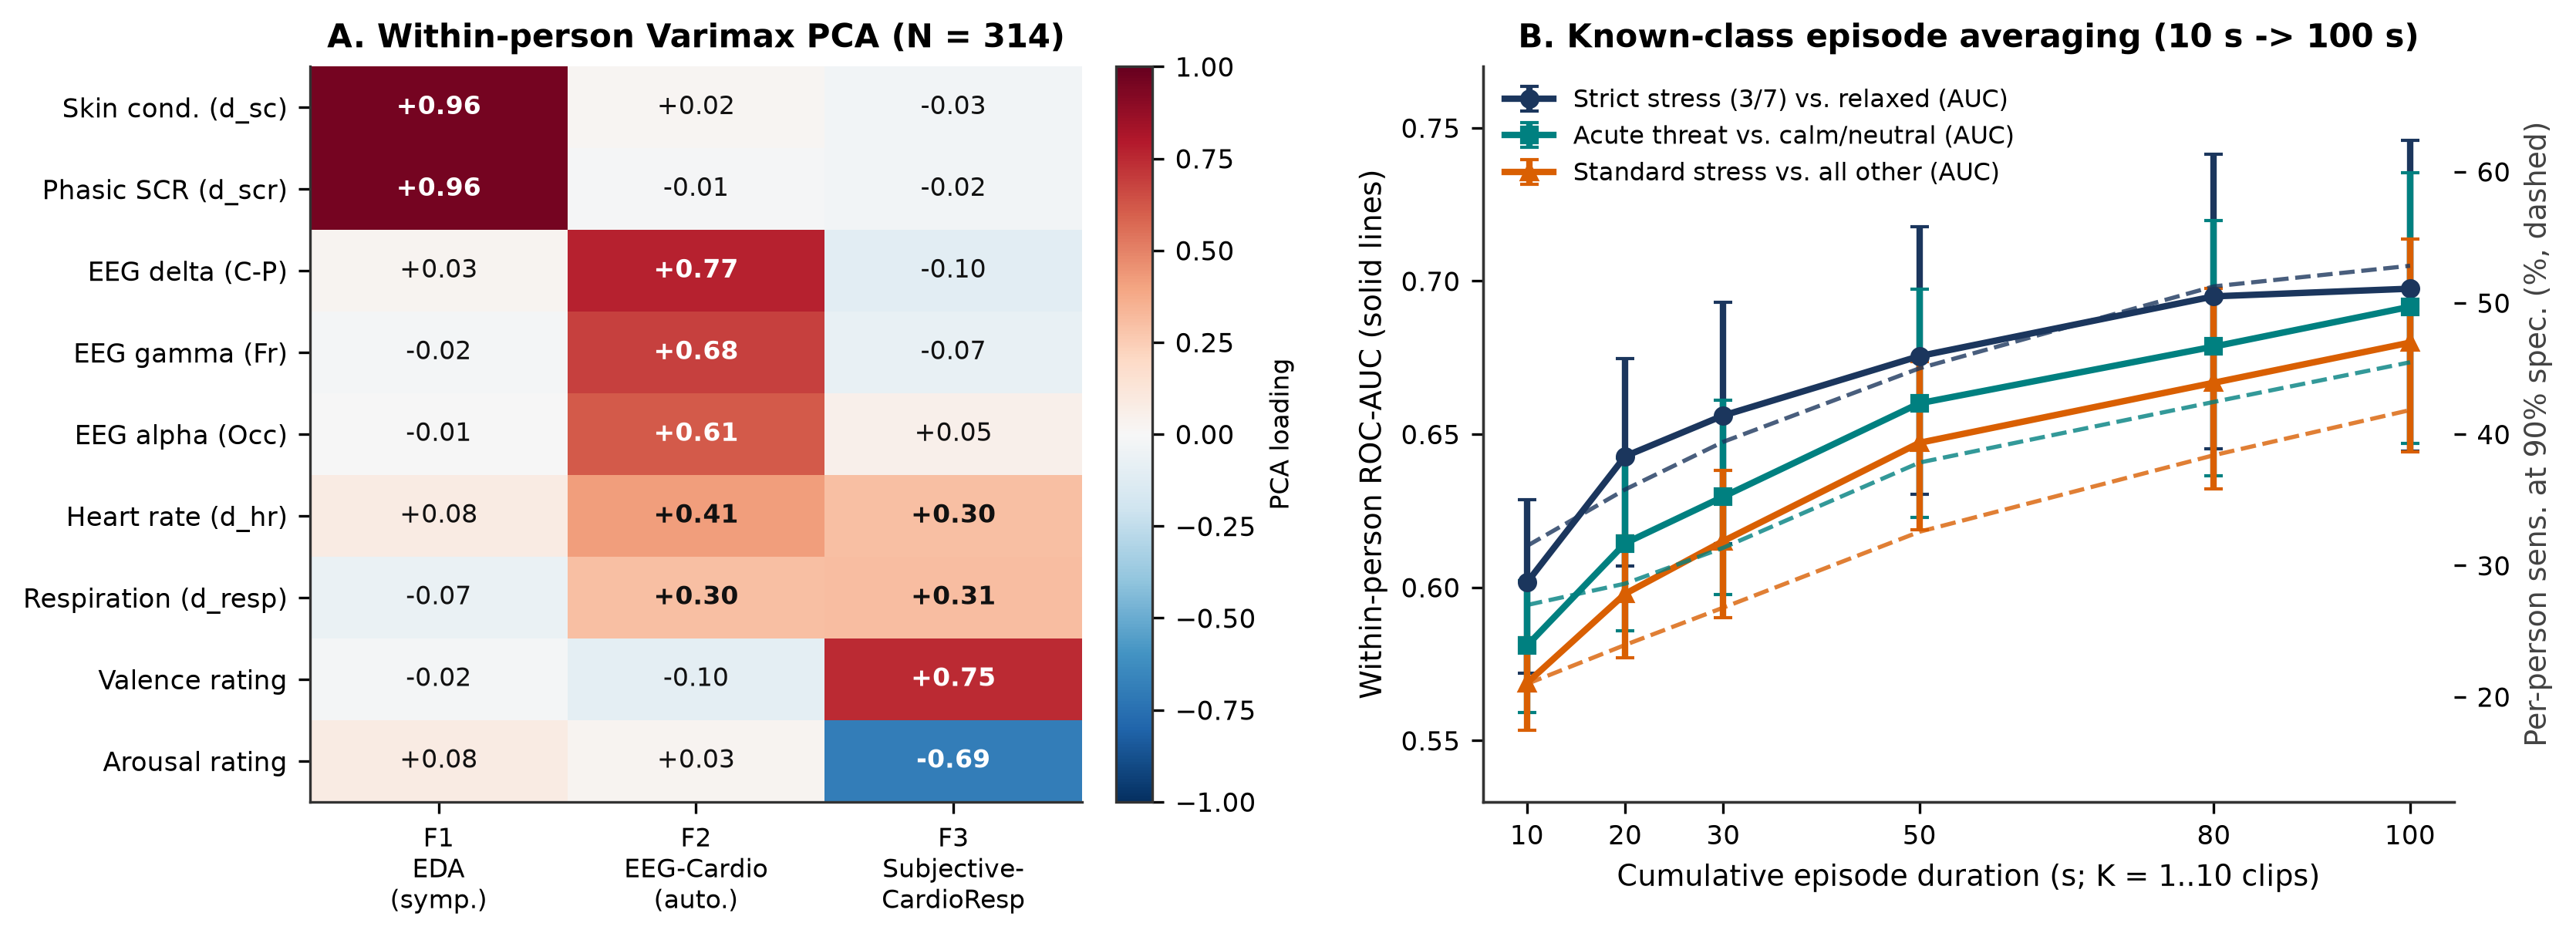 A. Within-person Varimax PCA (N = 314)
Skin cond. (d_sc)
+0.96
+0.02
-0.03
Phasic SCR (d_scr)
+0.96
-0.01
-0.02
EEG delta (C-P)
+0.03
+0.77
-0.10
EEG gamma (Fr)
-0.02
+0.68
-0.07
EEG alpha (Occ)
-0.01
+0.61
+0.05
Heart rate (d_hr)
+0.08
+0.41
+0.30
Respiration (d_resp)
-0.07
+0.30
+0.31
Valence rating
-0.02
-0.10
+0.75
Arousal rating
+0.08
+0.03
-0.69
F1
EDA
(symp.)
F2
EEG-Cardio
(auto.)
F3
Subjective-
CardioResp
1.00
0.75
0.50
0.25
0.00
−0.25
−0.50
−0.75
−1.00
PCA loading
B. Known-class episode averaging (10 s -> 100 s)
Strict stress (3/7) vs. relaxed (AUC)
Acute threat vs. calm/neutral (AUC)
Standard stress vs. all other (AUC)
Within-person ROC-AUC (solid lines)
0.75
0.70
0.65
0.60
0.55
10
20
30
50
80
100
Cumulative episode duration (s; K = 1..10 clips)
60
50
40
30
20
Per-person sens. at 90% spec. (%, dashed)